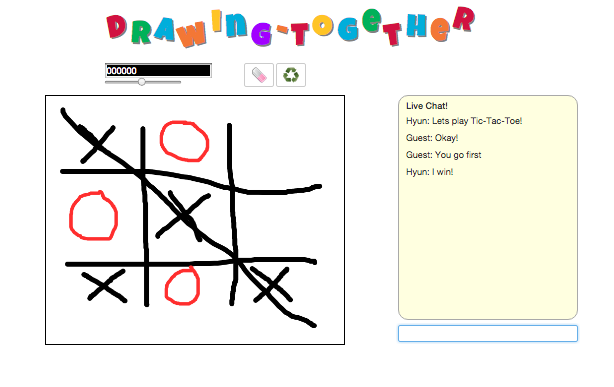 DRAWING-TOGETHER
000000
Live Chat!
Hyun: Lets play Tic-Tac-Toe!
Guest: Okay!
Guest: You go first
Hyun: I win!
X O
O X
X O X